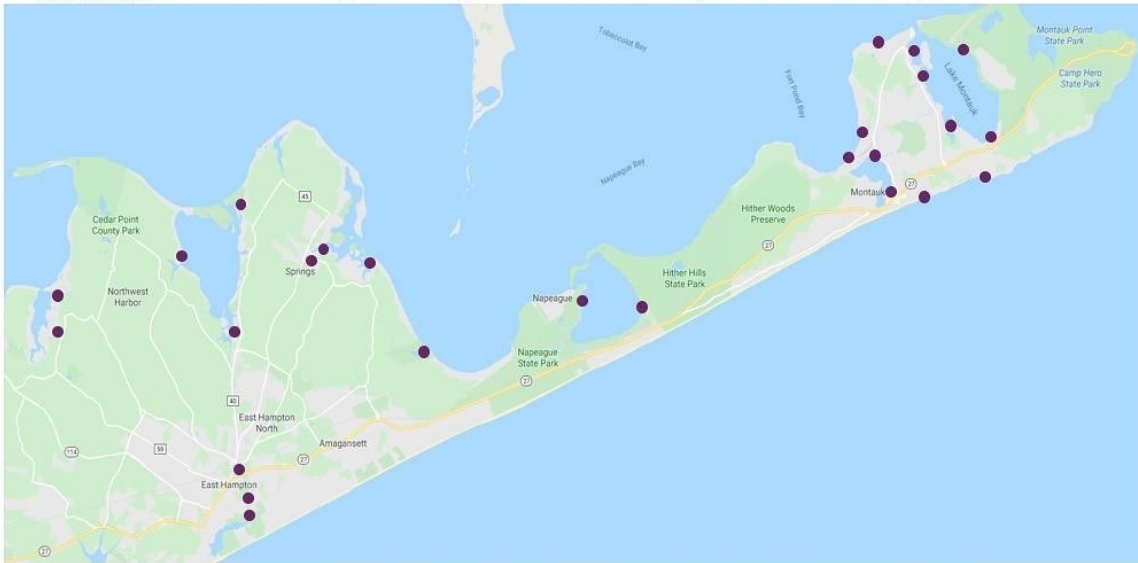 Tobaccolot Bay
Montauk Point
State Park
Camp Hero
State Park
Lake Montauk
Fort Pond Bay
Napeague Bay
45
Cedar Point
County Park
Montauk
27
Hither Woods
Preserve
27
Springs
Northwest
Harbor
Hither Hills
State Park
Napeague
Napeague
State Park
27
40
East Hampton
North
114
59
Amagansett
27
East Hampton
27